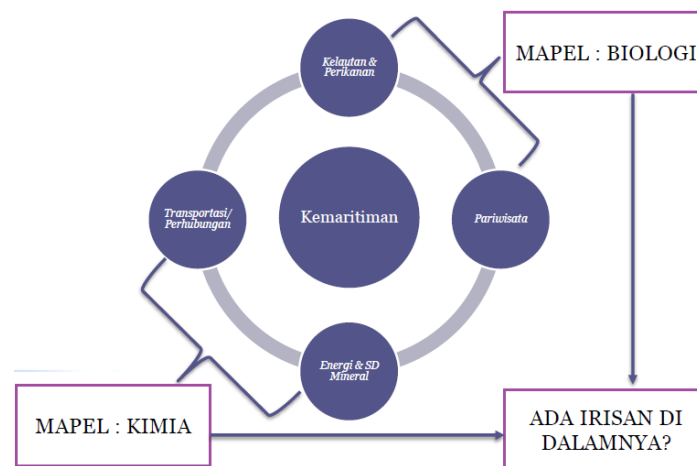 Kelautan &
Perikanan
MAPEL : BIOLOGI
Transportasi/
Perhubungan
Kemaritiman
Pariwisata
Energi & SD
Mineral
MAPEL : KIMIA
ADA IRISAN DI
DALAMNYA?